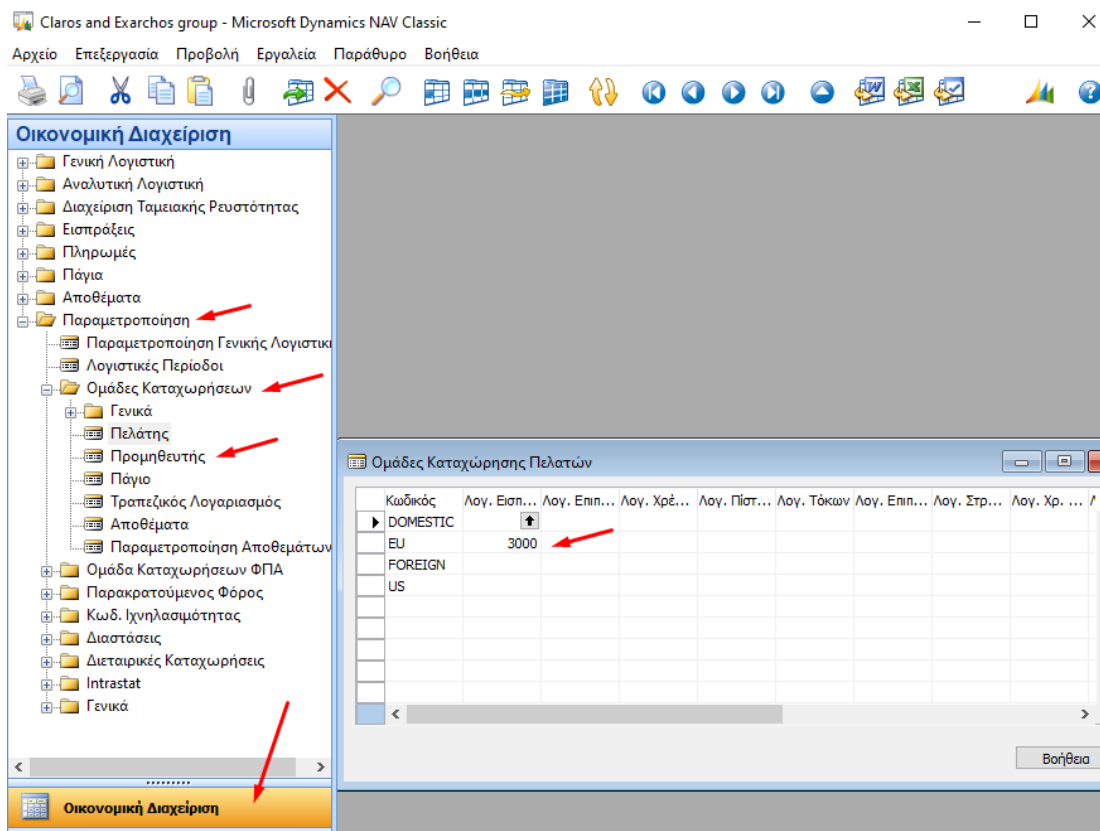 Claros and Exarchos group - Microsoft Dynamics NAV Classic
Αρχείο Επεξεργασία Προβολή Εργαλεία Παράθυρο Βοήθεια
Οικονομική Διαχείριση
Γενική Λογιστική
Αναλυτική Λογιστική
Διαχείριση Ταμειακής Ρευστότητας
Εισπράξεις
Πληρωμές
Πάγια
Αποθέματα
Παραμετροποίηση
Παραμετροποίηση Γενικής Λογιστικ
Λογιστικές Περίοδοι
Ομάδες Καταχωρήσεων
Γενικά
Πελάτης
Προμηθευτής
Πάγιο
Τραπεζικός Λογαριασμός
Αποθέματα
Παραμετροποίηση Αποθεμάτων
Ομάδα Καταχωρήσεων ΦΠΑ
Παρακρατούμενος Φόρος
Κωδ. Ιχνηλασιμότητας
Διαστάσεις
Διεταιρικές Καταχωρήσεις
Intrastat
Γενικά
Οικονομική Διαχείριση
Ομάδες Καταχώρησης Πελατών
Κωδικός Λογ. Εισπ... Λογ. Επιπ... Λογ. Χρέ... Λογ. Πίστ... Λογ. Τόκων Λογ. Επιπ... Λογ. Στρ... Λογ. Χρ. ...
DOMESTIC
EU 3000
FOREIGN
US
Βοήθεια